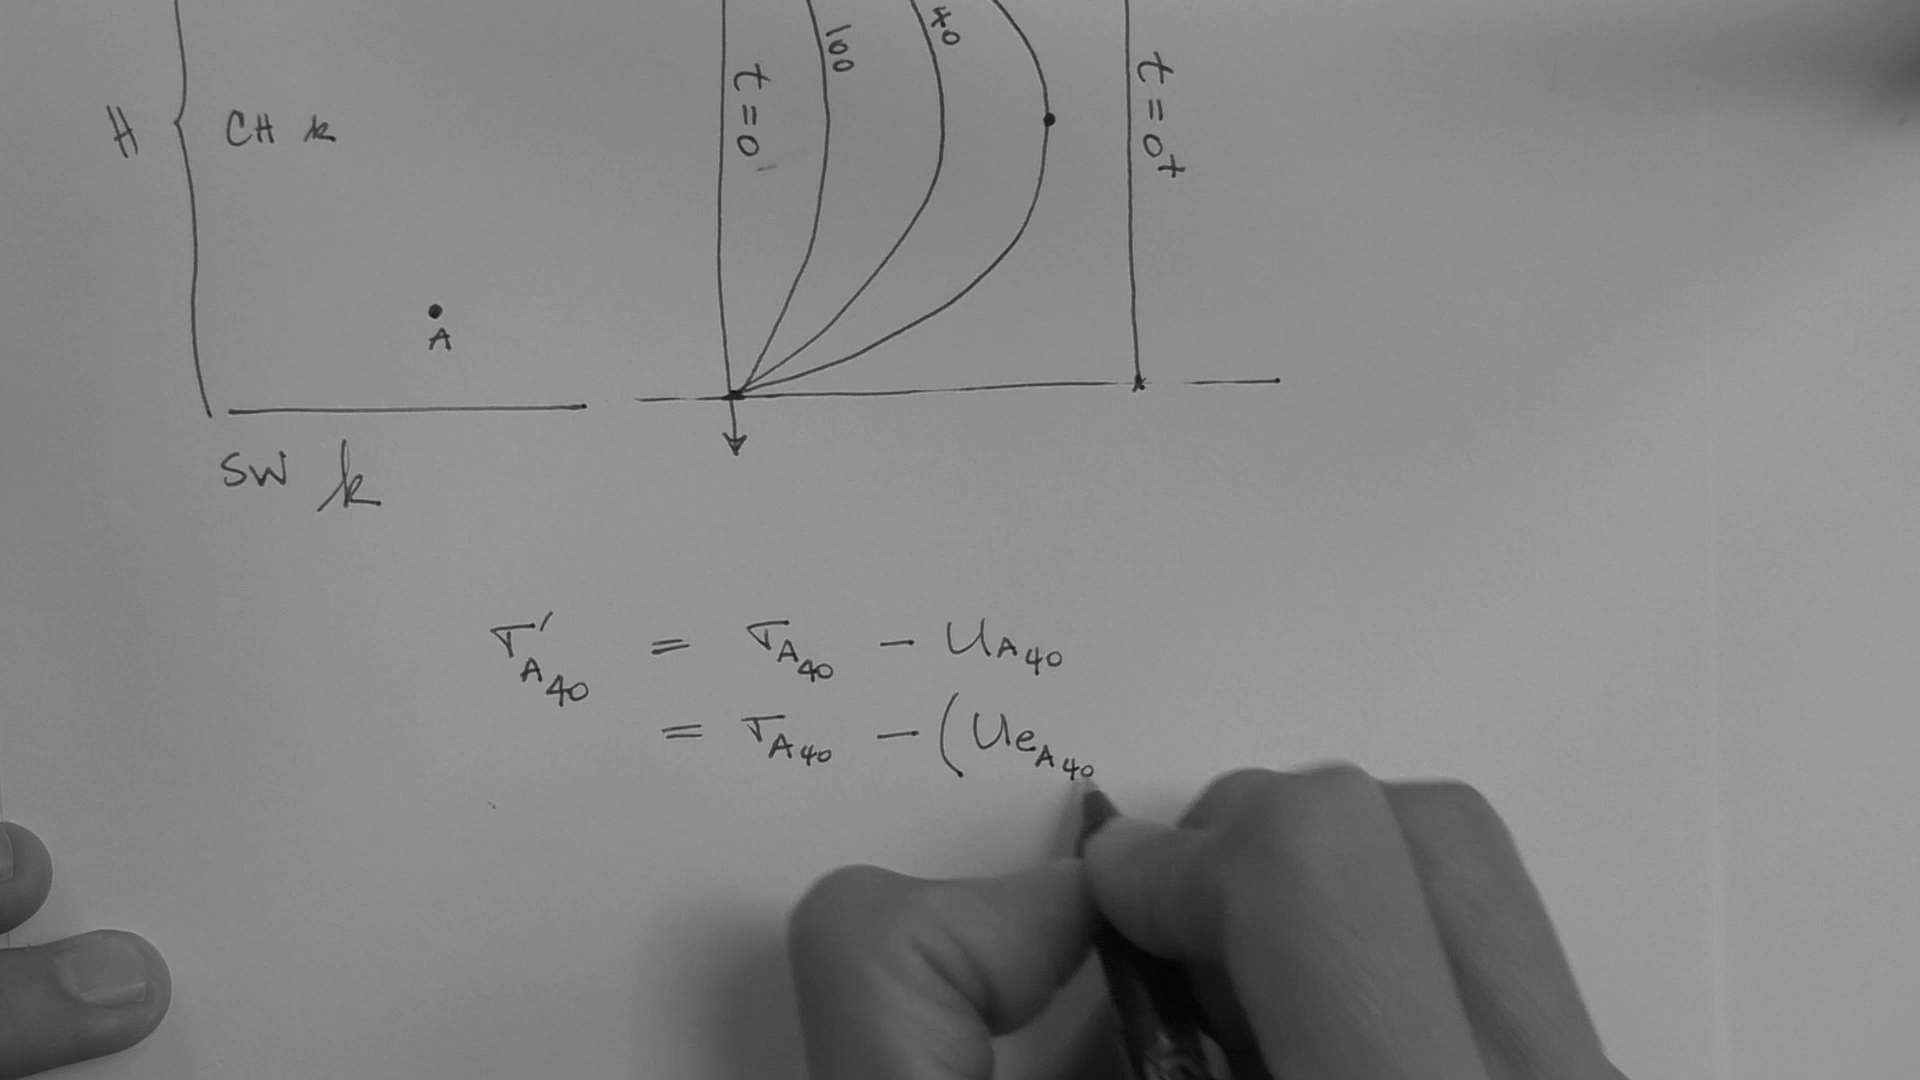 H { CH k
A
SW k
t=0
100
40
t=0+
σ'A40 = σA40 - uA40
= σA40 - (ueA40